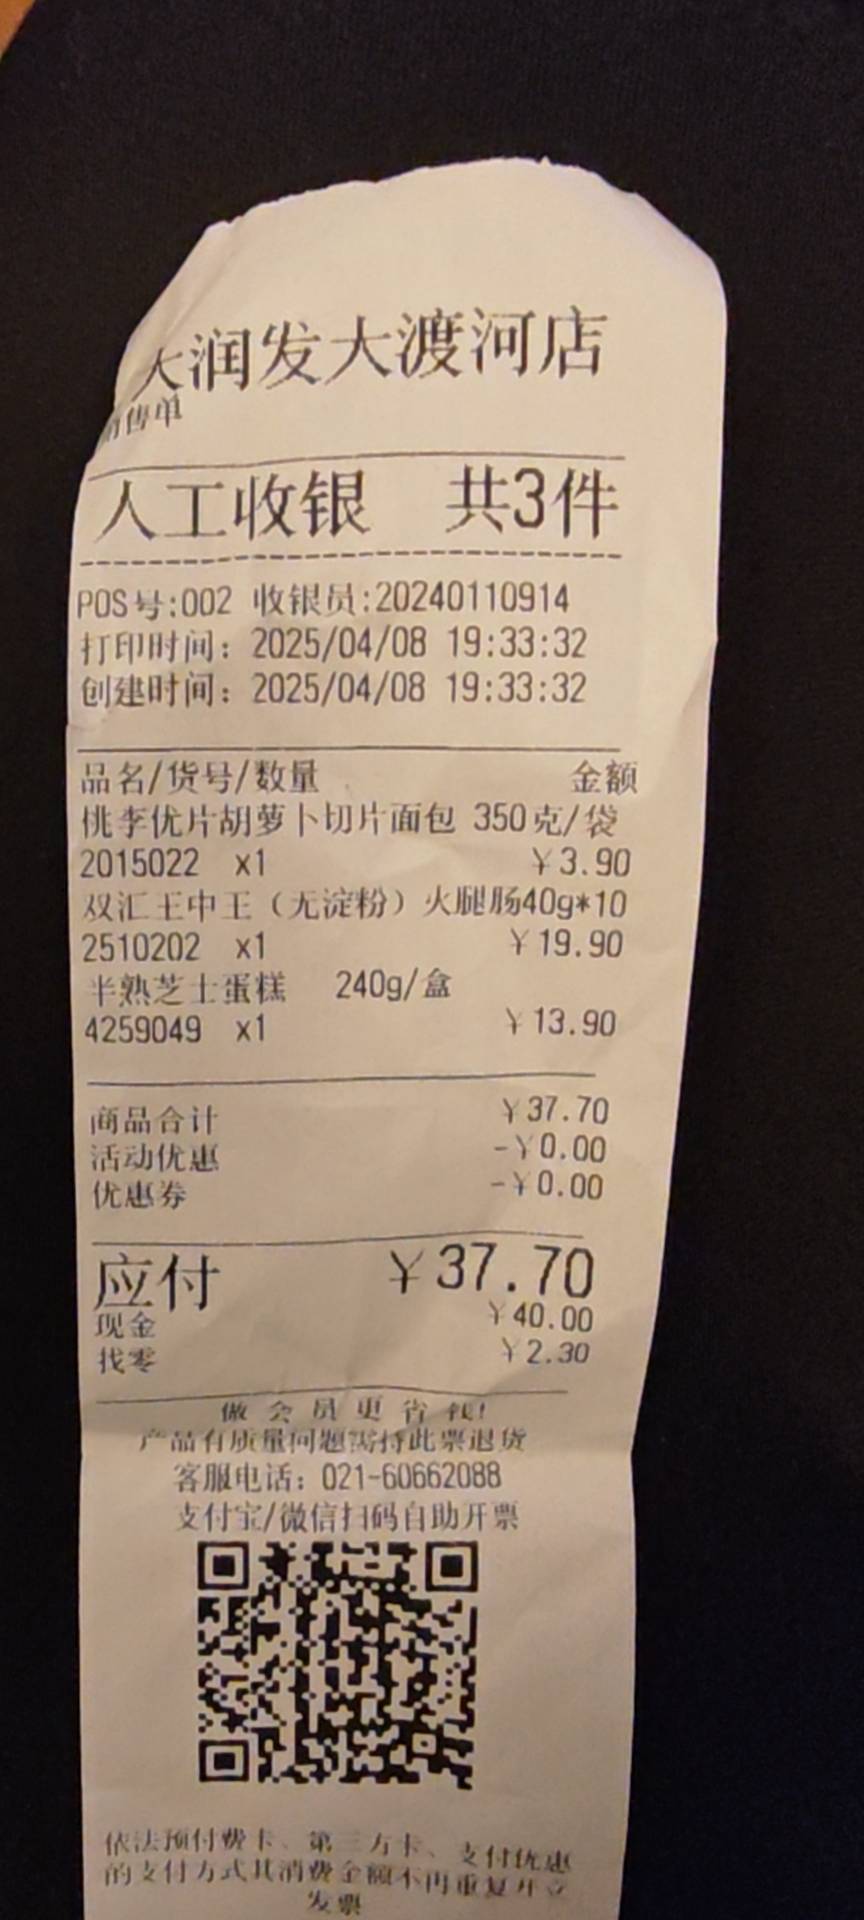 大润发大渡河店
销售单
人工收银 共3件
POS号:002 收银员:20240110914
打印时间: 2025/04/08 19:33:32
创建时间: 2025/04/08 19:33:32
品名/货号/数量 金额
桃李优片胡萝卜切片面包 350克/袋
2015022 x1 ¥3.90
双汇王中王（无淀粉）火腿肠40g*10
2510202 x1 ¥19.90
半熟芝士蛋糕 240g/盒
4259049 x1 ¥13.90
商品合计 ¥37.70
活动优惠 -¥0.00
优惠券 -¥0.00
应付 ¥37.70
现金 ¥40.00
找零 ¥2.30
做会员更省钱!
产品有质量问题需持此票退货
客服电话: 021-60662088
支付宝/微信扫码自助开票
依法预付费卡、第三方卡、支付优惠
的支付方式其消费金额不再重复开立
发票